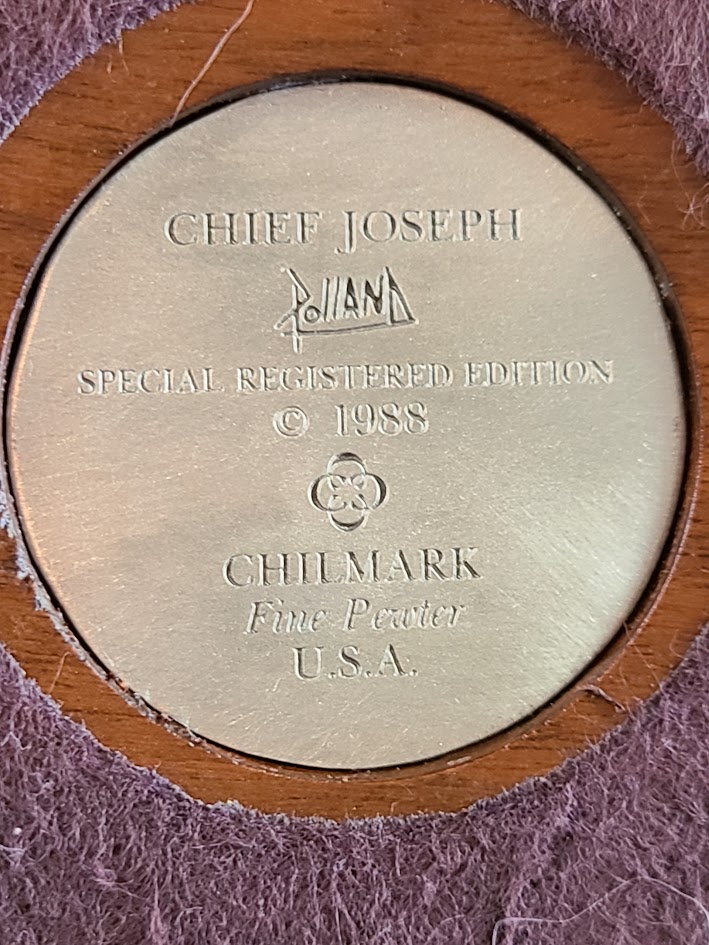 CHIEF JOSEPH
PollAND
SPECIAL REGISTERED EDITION
© 1988
CHILMARK
Fine Pewter
U.S.A.